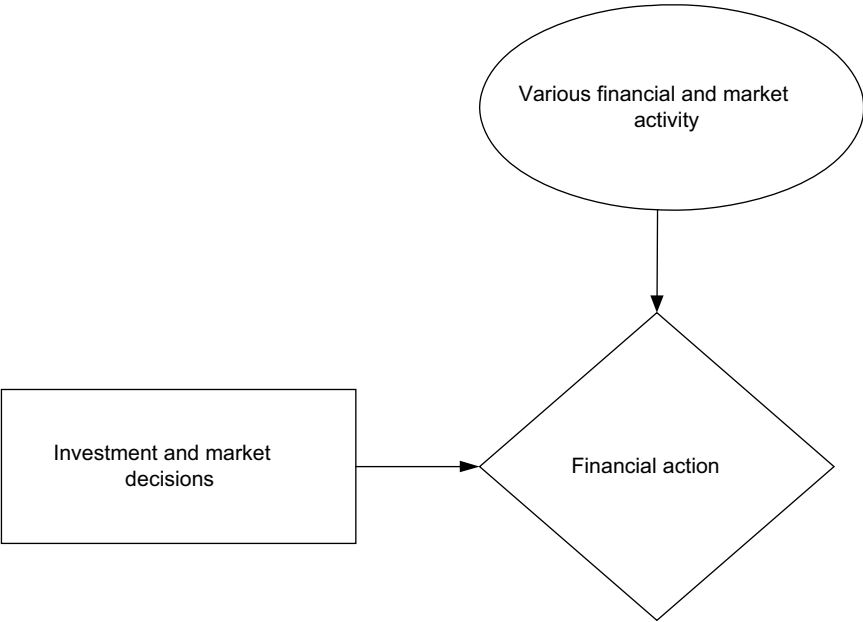 Various financial and market
activity
Investment and market
decisions
Financial action